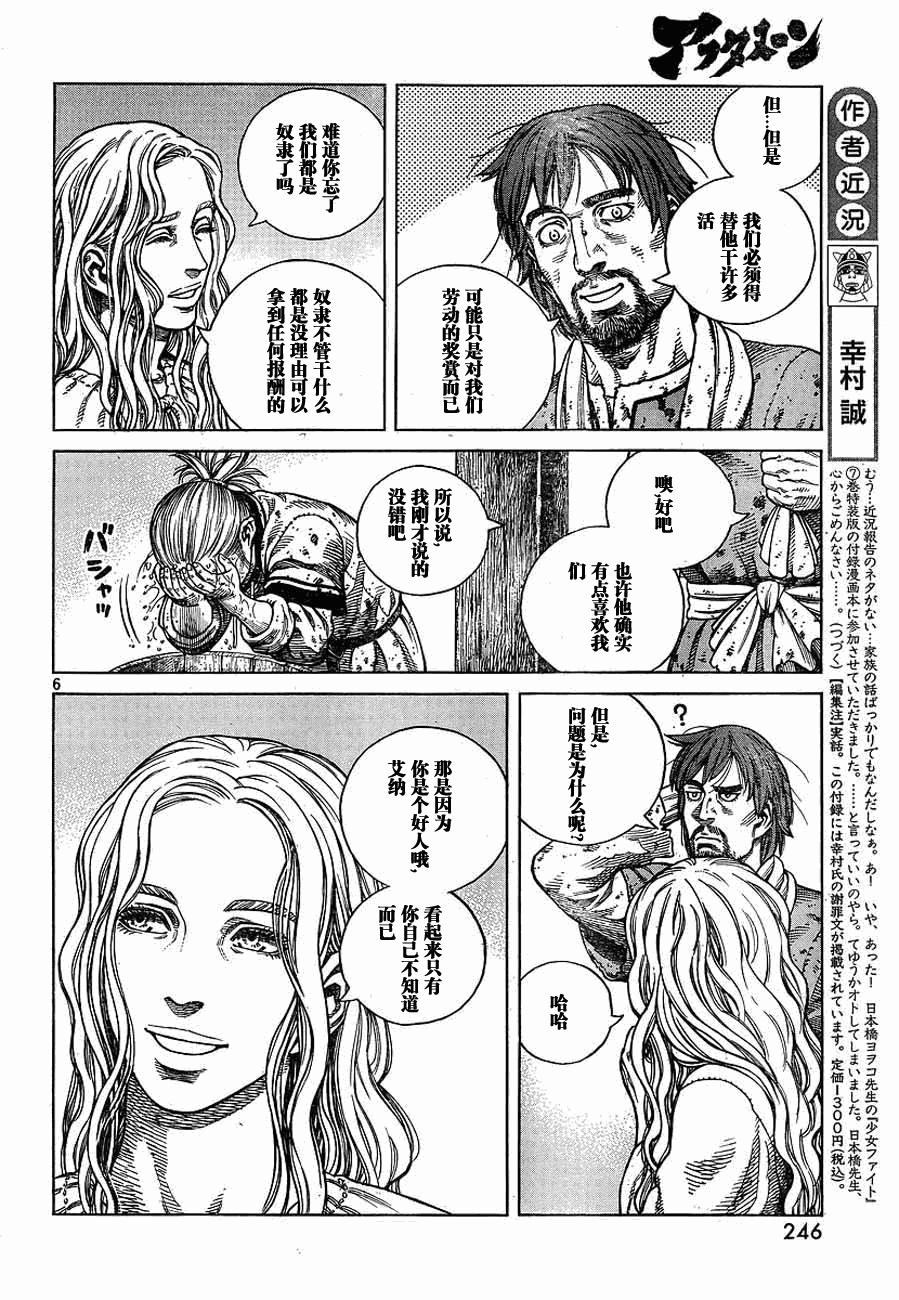 アフタヌーン
作者近況
幸村誠
むう…近況報告のネタがない…家族の話ばっかりでもなんだしなぁ。あ! いや、あった! 日本橋ヨヲコ先生の『少女ファイト』
⑦巻特装版の付録漫画本に参加させていただきました。……と言っていいのやら。てゆうかオトしてしまいました。日本橋先生、
心からごめんなさい……。(つづく)【編集注】実話。この付録には幸村氏の謝罪文が掲載されています。定価1300円(税込)。
但…但是
我们必须得
替他干许多
活
可能只是对我们
劳动的奖赏而已
难道你忘了
我们都是
奴隶了吗
奴隶不管干什么
都是没理由可以
拿到任何报酬的
噢,好吧
也许他确实
有点喜欢我
们
所以说,
我刚才说的
没错吧
バシャッ
6
?
但是,
问题是为什么呢?
哈哈
那是因为
你是个好人哦,
艾纳
看起来只有
你自己不知道
而已
246